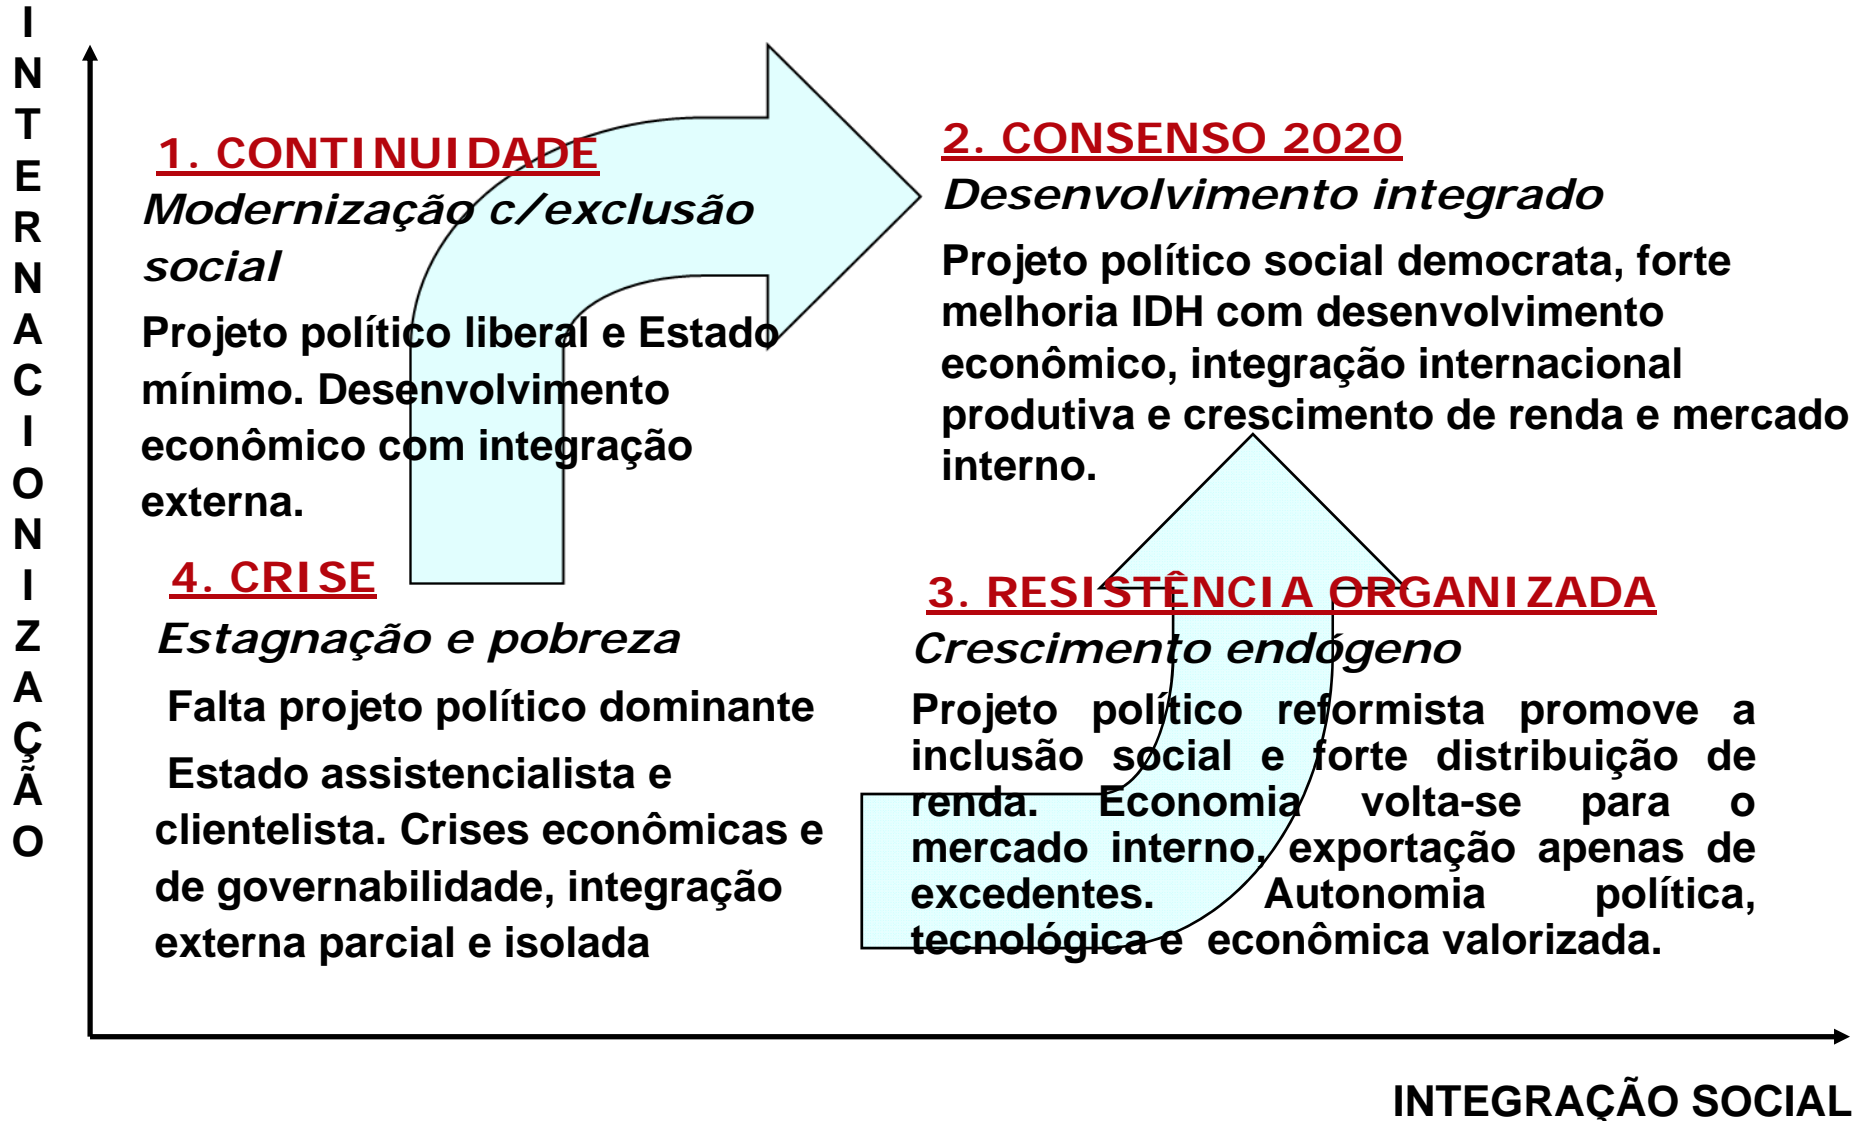 INTERNACIONIZAÇÃO
1. CONTINUIDADE
Modernização c/exclusão
social
Projeto político liberal e Estado
mínimo. Desenvolvimento
econômico com integração
externa.
2. CONSENSO 2020
Desenvolvimento integrado
Projeto político social democrata, forte
melhoria IDH com desenvolvimento
econômico, integração internacional
produtiva e crescimento de renda e mercado
interno.
4. CRISE
Estagnação e pobreza
Falta projeto político dominante
Estado assistencialista e
clientelista. Crises econômicas e
de governabilidade, integração
externa parcial e isolada
3. RESISTÊNCIA ORGANIZADA
Crescimento endógeno
Projeto político reformista promove a
inclusão social e forte distribuição de
renda. Economia volta-se para o
mercado interno, exportação apenas de
excedentes. Autonomia política,
tecnológica e econômica valorizada.
INTEGRAÇÃO SOCIAL